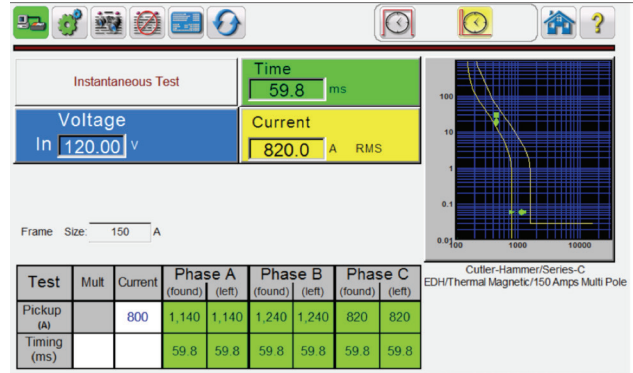 ?
Instantaneous Test
Time
59.8 ms
Voltage
In 120.00 V
Current
820.0 A RMS
Frame Size: 150 A
100
10
1
0.1
0.01
100 1000 10000
Cutler-Hammer/Series-C
EDH/Thermal Magnetic/150 Amps Multi Pole
Test Mult Current Phase A Phase B Phase C
(found) (left) (found) (left) (found) (left)
Pickup (A) 800 1,140 1,140 1,240 1,240 820 820
Timing (ms) 59.8 59.8 59.8 59.8 59.8 59.8